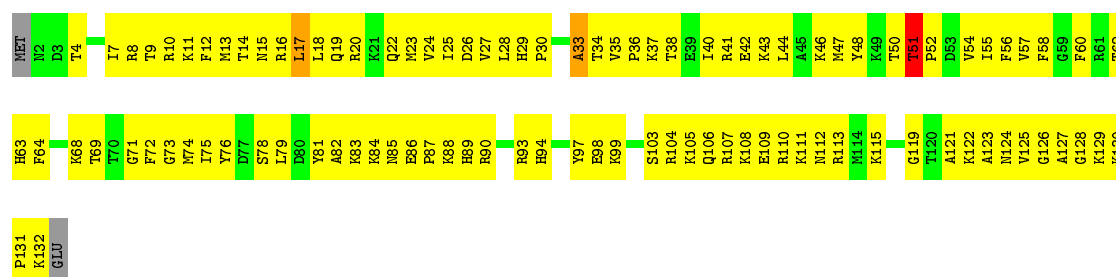 MET N2 D3 T4 I7 R8 T9 R10 K11 F12 M13 T14 N15 R16 L17 L18 Q19 R20 K21 Q22 M23 V24 I25 D26 V27 L28 H29 P30 A33 T34 V35 P36 K37 T38 E39 I40 R41 E42 K43 L44 A45 K46 M47 Y48 K49 T50 T51 P52 D53 V54 I55 F56 V57 F58 G59 F60 R61
H63 F64 K68 T69 T70 G71 F72 G73 M74 I75 Y76 D77 S78 L79 D80 Y81 A82 K83 K84 N85 E86 P87 K88 H89 R90 R93 H94 Y97 E98 K99 S103 R104 K105 Q106 R107 K108 E109 R110 K111 N112 R113 M114 K115 G119 T120 A121 K122 A123 N124 V125 G126 A127 G128 K129
P131 K132 GLU